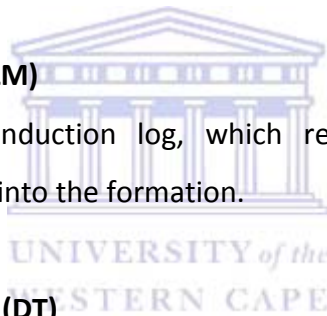 M)
nduction log, which re
into the formation.
UNIVERSITY of the
(DT)
WESTERN CAPE